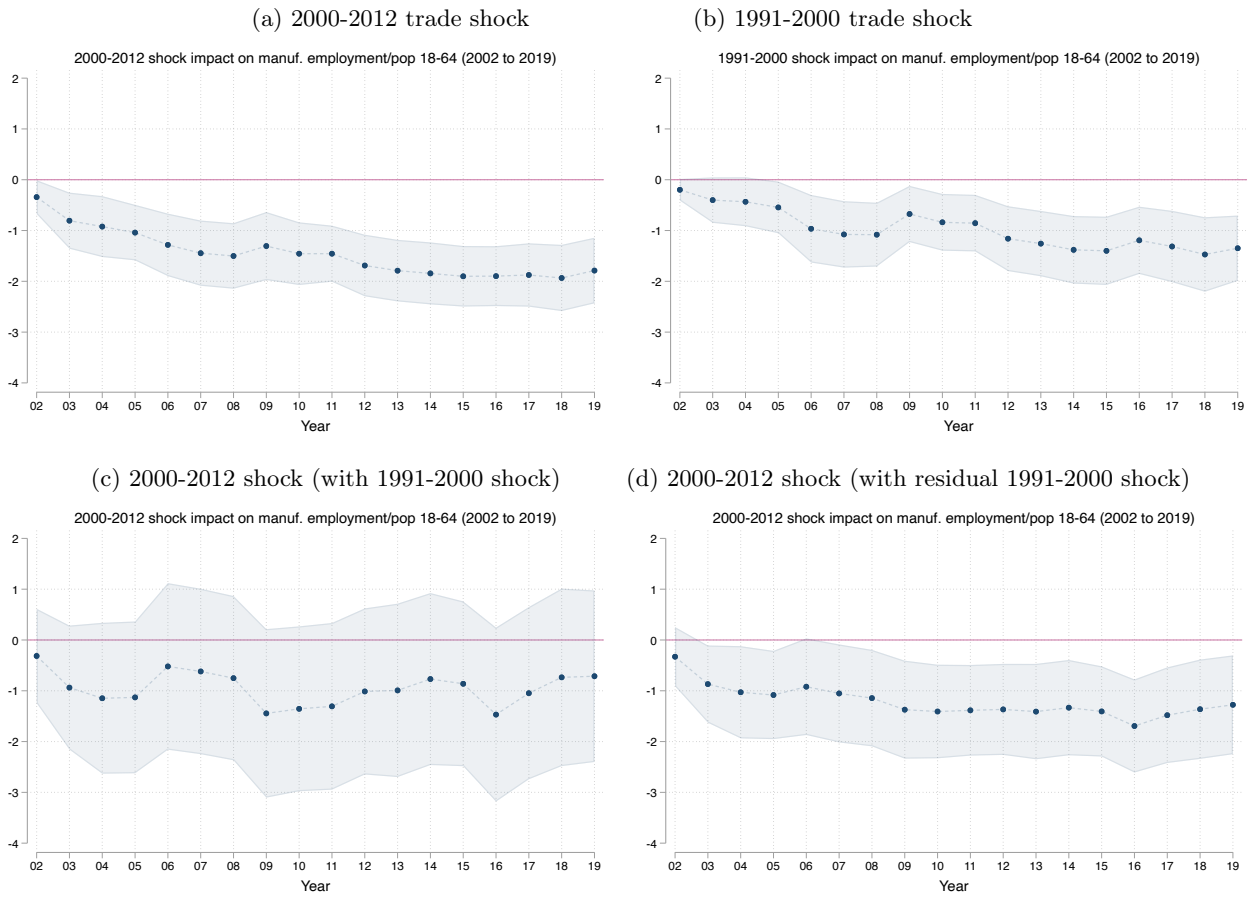 (a) 2000-2012 trade shock
2000-2012 shock impact on manuf. employment/pop 18-64 (2002 to 2019)
2
1
0
-1
-2
-3
-4
02 03 04 05 06 07 08 09 10 11 12 13 14 15 16 17 18 19
Year
(b) 1991-2000 trade shock
1991-2000 shock impact on manuf. employment/pop 18-64 (2002 to 2019)
2
1
0
-1
-2
-3
-4
02 03 04 05 06 07 08 09 10 11 12 13 14 15 16 17 18 19
Year
(c) 2000-2012 shock (with 1991-2000 shock)
2000-2012 shock impact on manuf. employment/pop 18-64 (2002 to 2019)
2
1
0
-1
-2
-3
-4
02 03 04 05 06 07 08 09 10 11 12 13 14 15 16 17 18 19
Year
(d) 2000-2012 shock (with residual 1991-2000 shock)
2000-2012 shock impact on manuf. employment/pop 18-64 (2002 to 2019)
2
1
0
-1
-2
-3
-4
02 03 04 05 06 07 08 09 10 11 12 13 14 15 16 17 18 19
Year